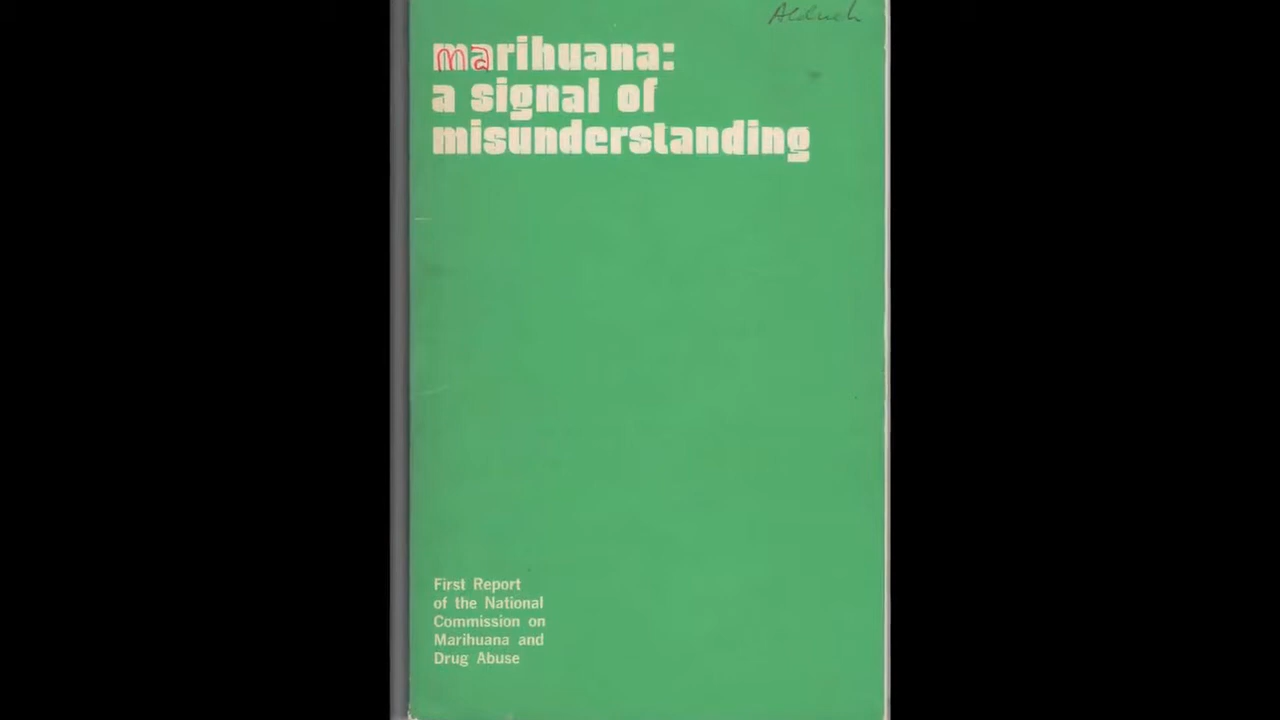 marihuana:
a signal of
misunderstanding
First Report
of the National
Commission on
Marihuana and
Drug Abuse